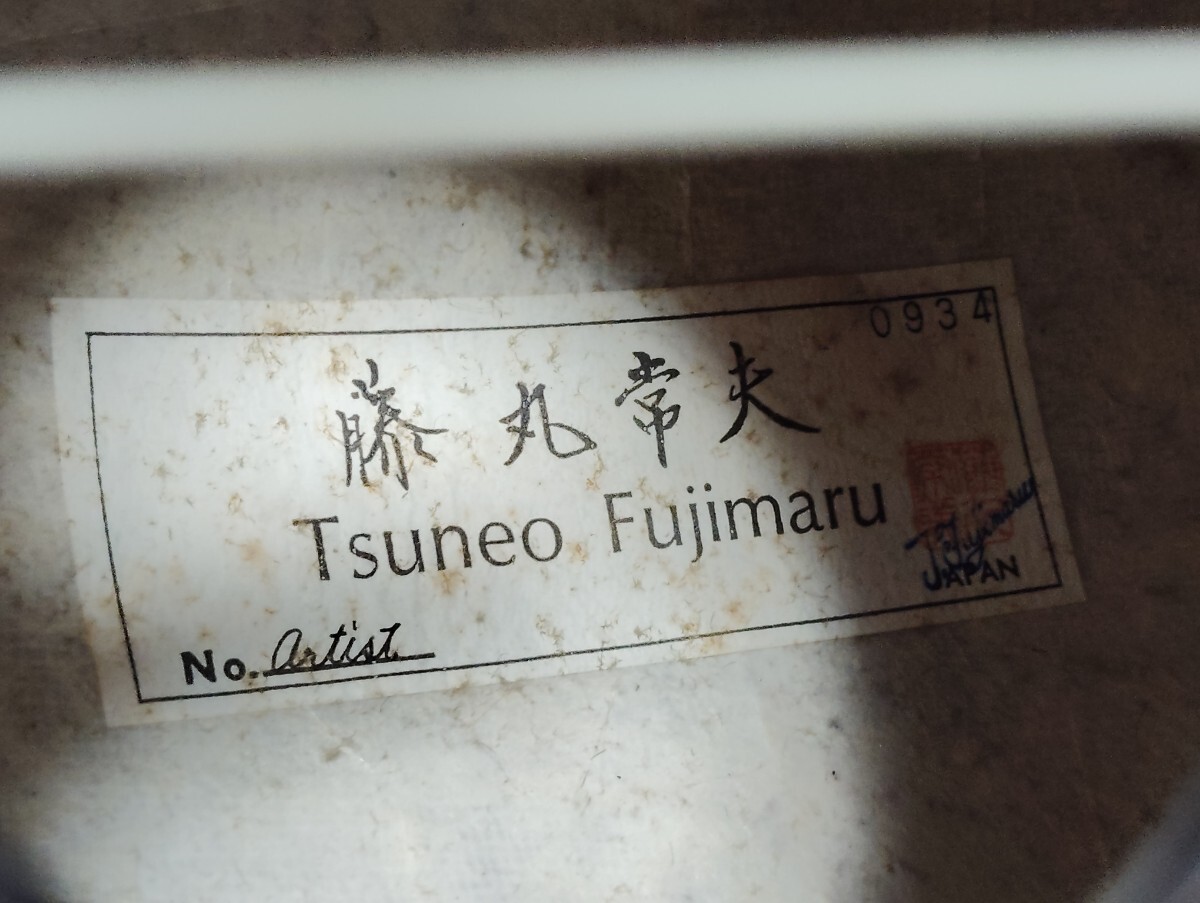 0934
藤丸常夫
Tsuneo Fujimaru
T. Fujimaru
JAPAN
No. Artist